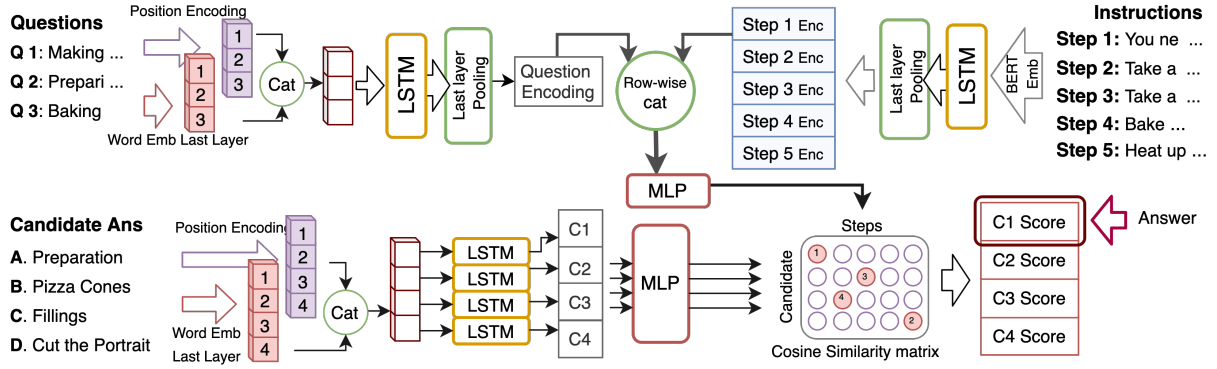 Questions
Q 1: Making ...
Q 2: Prepari ...
Q 3: Baking
Position Encoding
1
2
3
1
2
3
Word Emb Last Layer
Cat
LSTM
Last layer
Pooling
Question
Encoding
Row-wise
cat
Step 1 Enc
Step 2 Enc
Step 3 Enc
Step 4 Enc
Step 5 Enc
Last layer
Pooling
LSTM
BERT
Emb
Instructions
Step 1: You ne ...
Step 2: Take a ...
Step 3: Take a ...
Step 4: Bake ...
Step 5: Heat up ...
MLP
Candidate Ans
A. Preparation
B. Pizza Cones
C. Fillings
D. Cut the Portrait
Position Encoding
1
2
3
4
1
2
3
4
Word Emb
Last Layer
Cat
LSTM
LSTM
LSTM
LSTM
C1
C2
C3
C4
MLP
Steps
Candidate
1
3
4
2
Cosine Similarity matrix
C1 Score
C2 Score
C3 Score
C4 Score
Answer